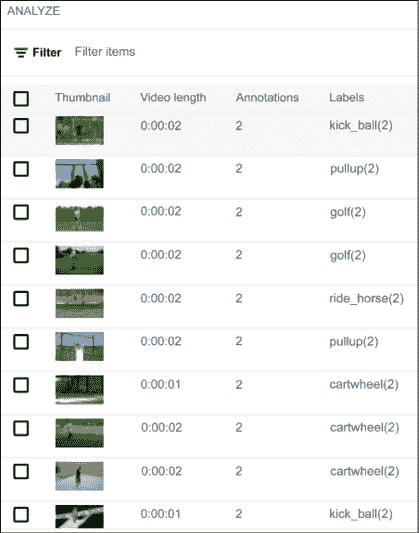 ANALYZE
Filter Filter items
Thumbnail Video length Annotations Labels
0:00:02 2 kick_ball(2)
0:00:02 2 pullup(2)
0:00:02 2 golf(2)
0:00:02 2 golf(2)
0:00:02 2 ride_horse(2)
0:00:02 2 pullup(2)
0:00:01 2 cartwheel(2)
0:00:02 2 cartwheel(2)
0:00:02 2 cartwheel(2)
0:00:01 2 kick_ball(2)